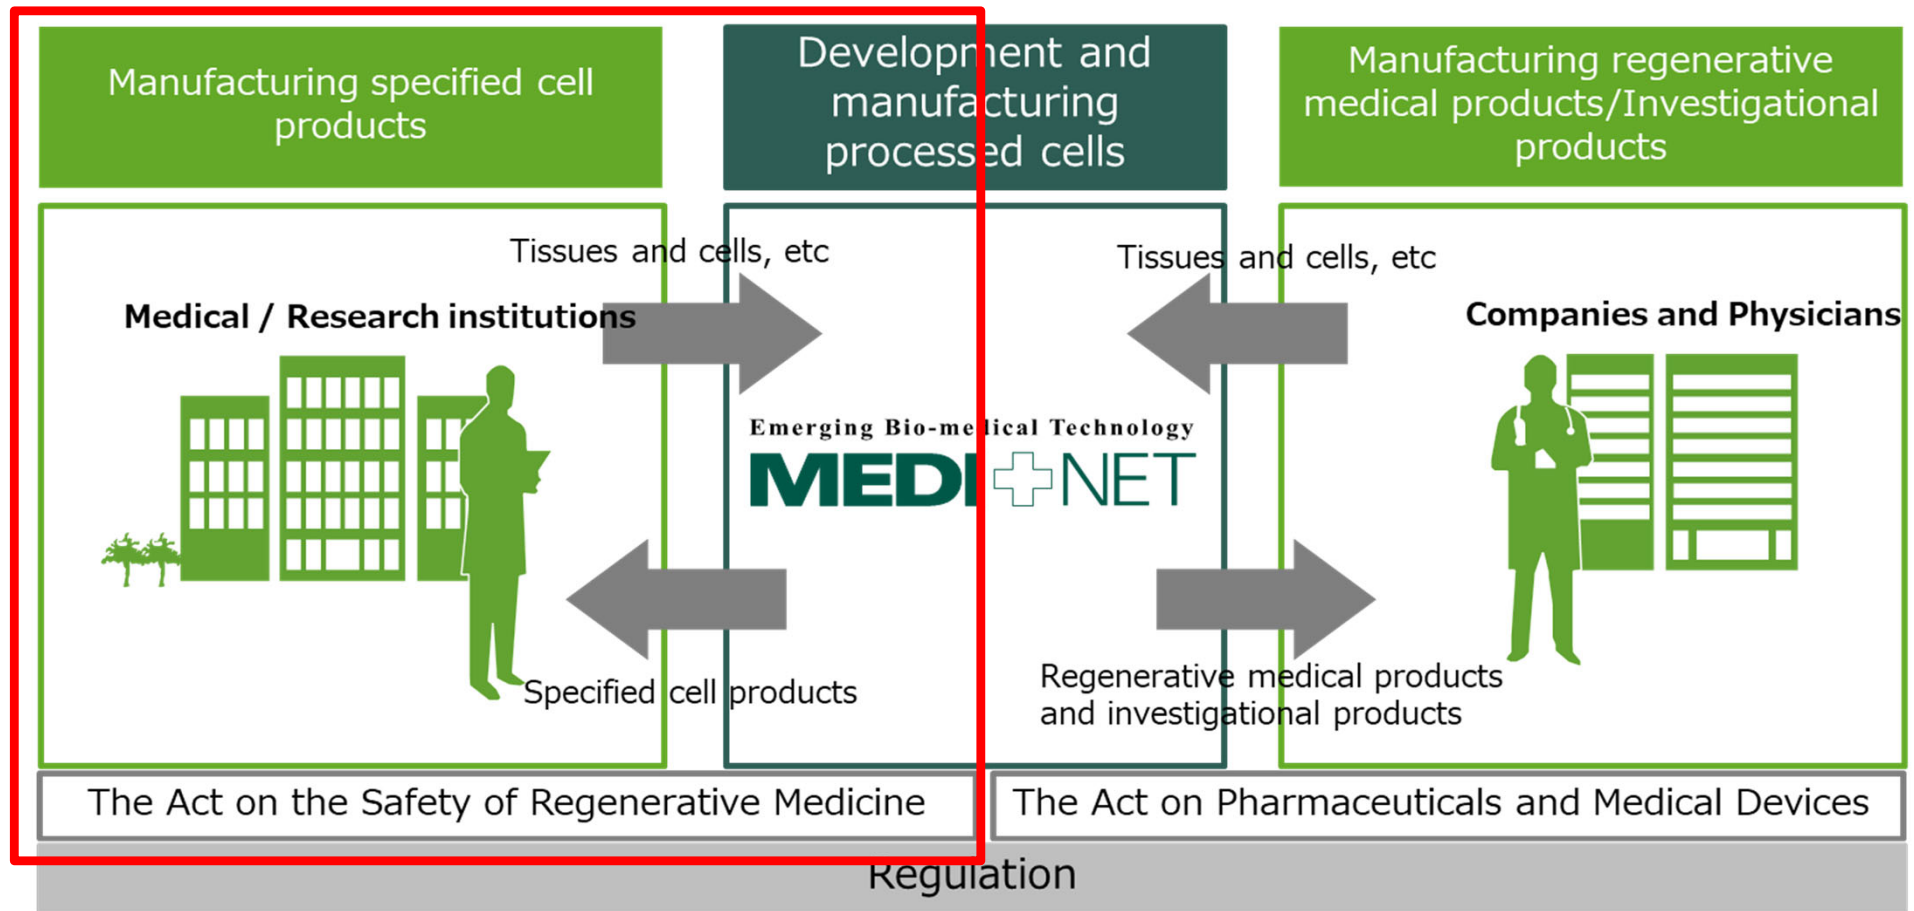 Manufacturing specified cell
products
Development and
manufacturing
processed cells
Manufacturing regenerative
medical products/Investigational
products
Tissues and cells, etc
Medical / Research institutions
Specified cell products
Emerging Bio-medical Technology
MEDINET
Tissues and cells, etc
Companies and Physicians
Regenerative medical products
and investigational products
The Act on the Safety of Regenerative Medicine
The Act on Pharmaceuticals and Medical Devices
Regulation